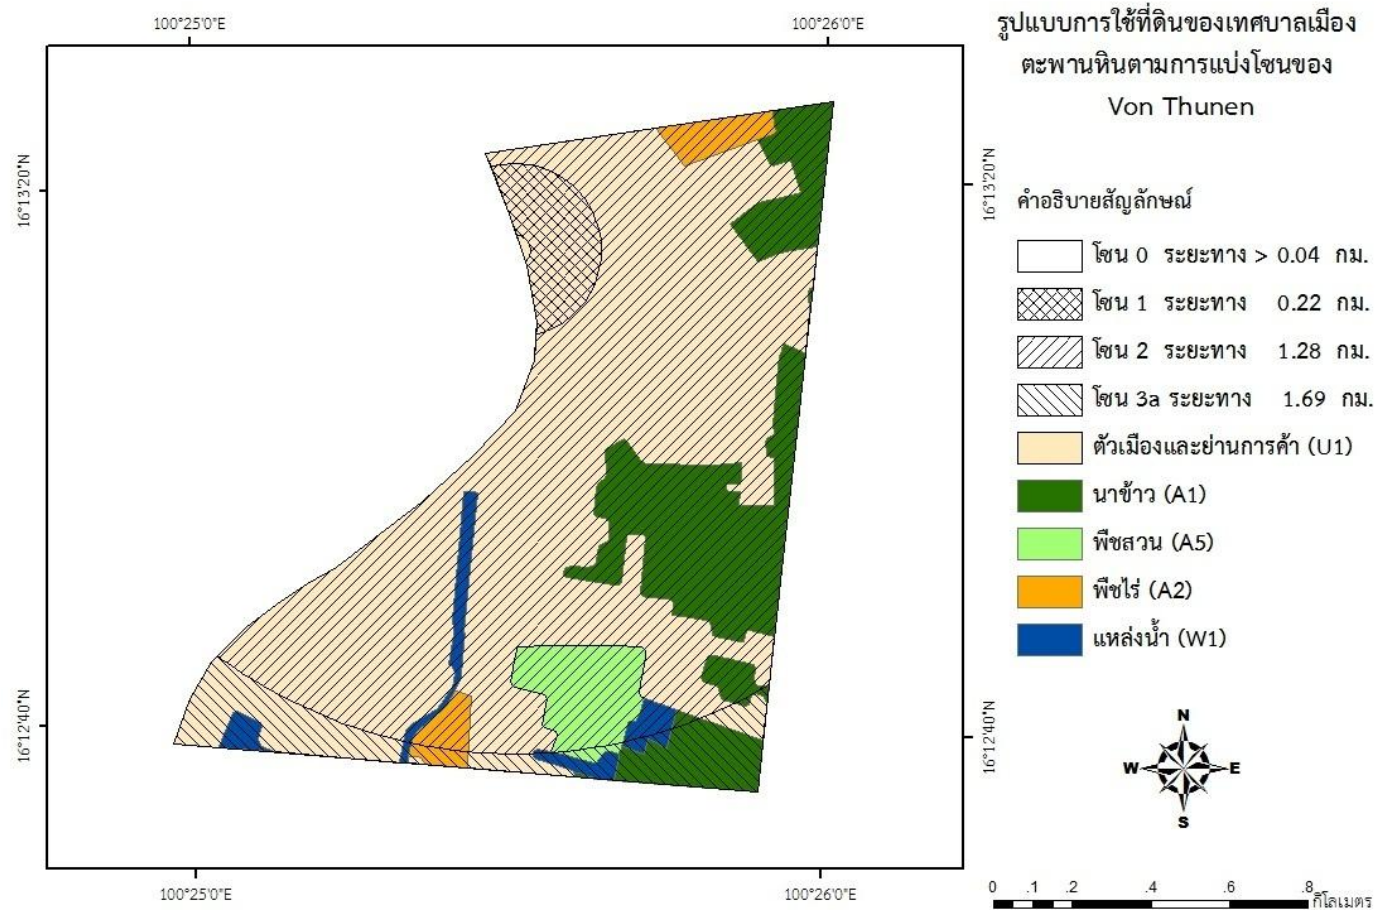 รูปแบบการใช้ที่ดินของเทศบาลเมือง
ตะพานหินตามการแบ่งโซนของ
Von Thunen
100°25'0"E
100°26'0"E
16°13'20"N
16°13'20"N
คำอธิบายสัญลักษณ์
โซน 0 ระยะทาง > 0.04 กม.
โซน 1 ระยะทาง 0.22 กม.
โซน 2 ระยะทาง 1.28 กม.
โซน 3a ระยะทาง 1.69 กม.
ตัวเมืองและย่านการค้า (U1)
นาข้าว (A1)
พืชสวน (A5)
พืชไร่ (A2)
แหล่งน้ำ (W1)
16°12'40"N
16°12'40"N
N
W E
S
100°25'0"E
100°26'0"E
0 .1 .2 .4 .6 .8
กิโลเมตร